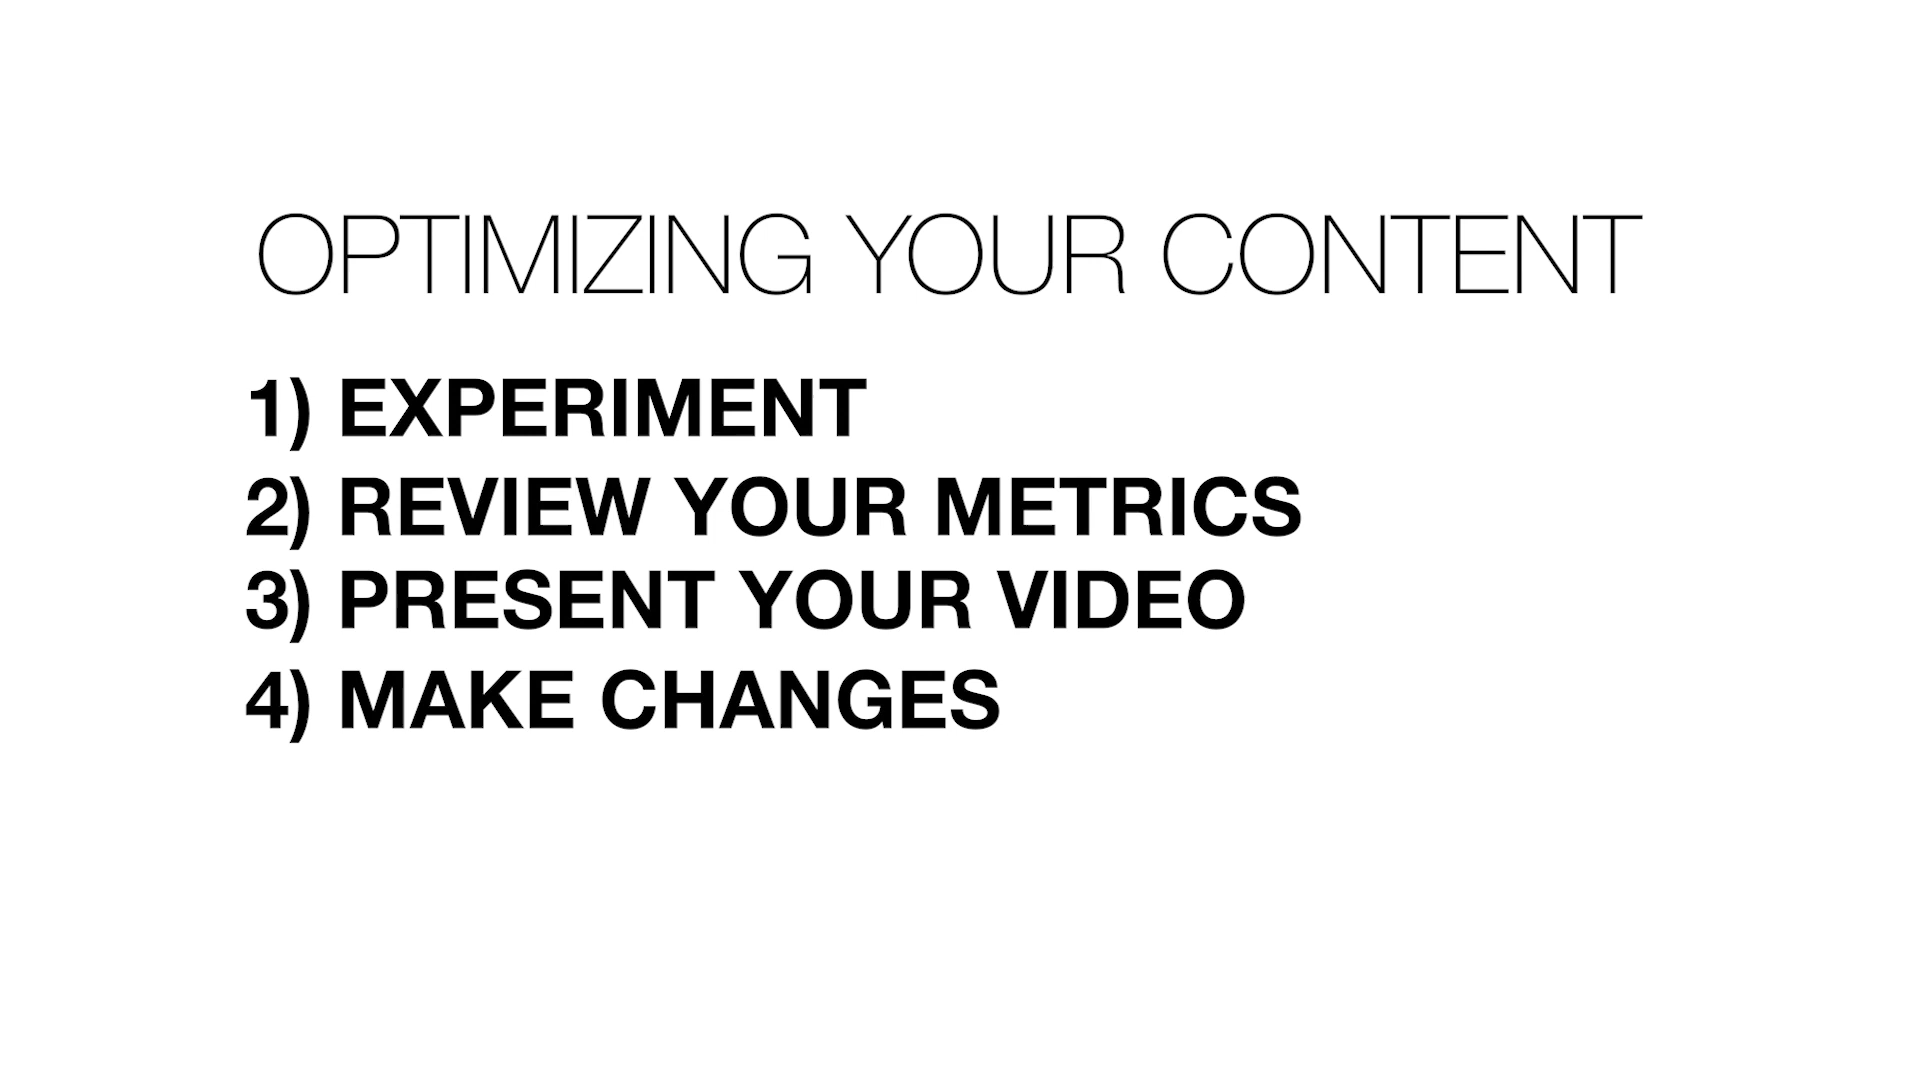 OPTIMIZING YOUR CONTENT
1) EXPERIMENT
2) REVIEW YOUR METRICS
3) PRESENT YOUR VIDEO
4) MAKE CHANGES